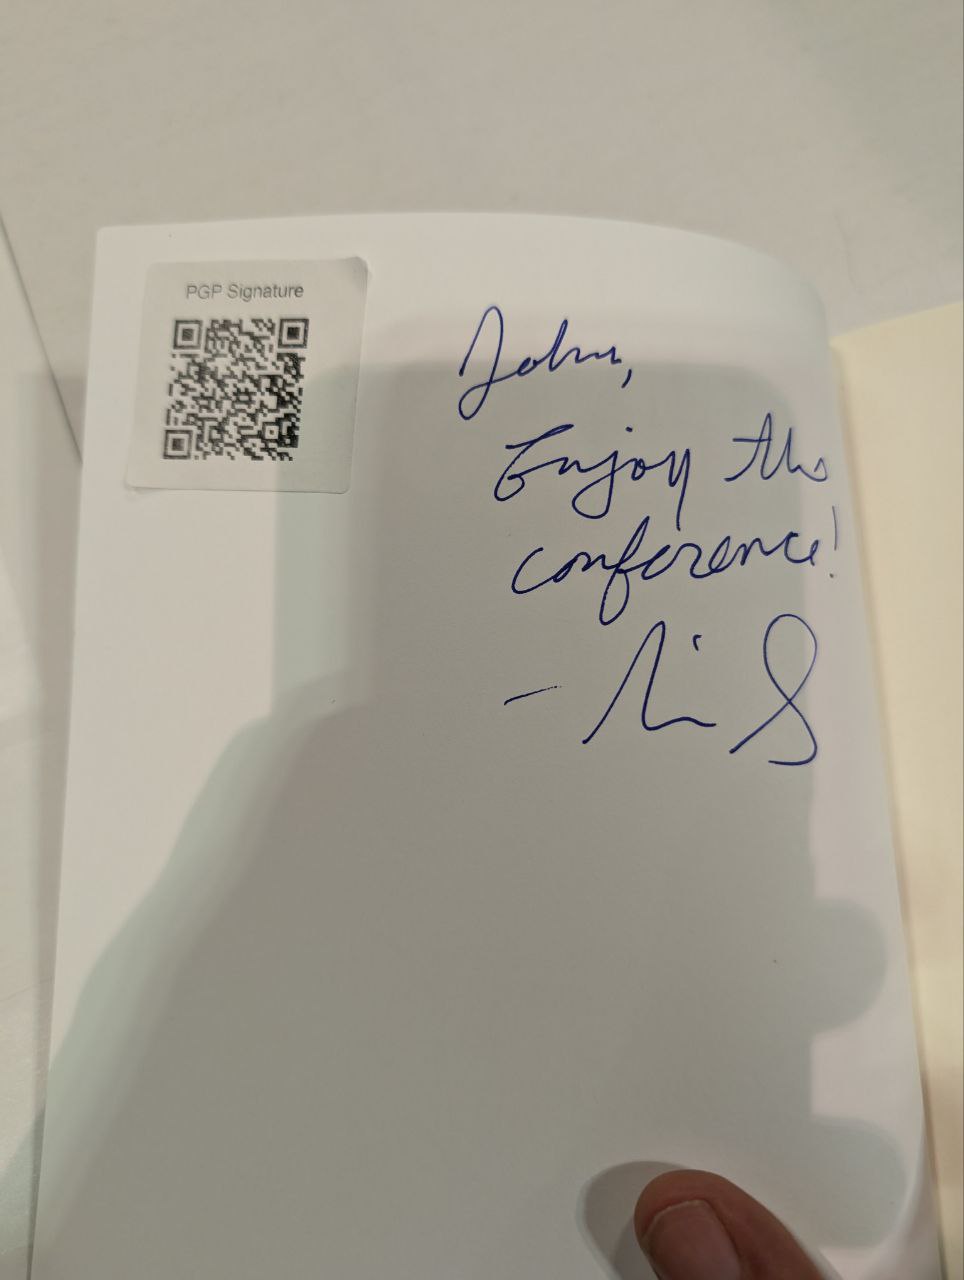 PGP Signature
John,
Enjoy the
conference!